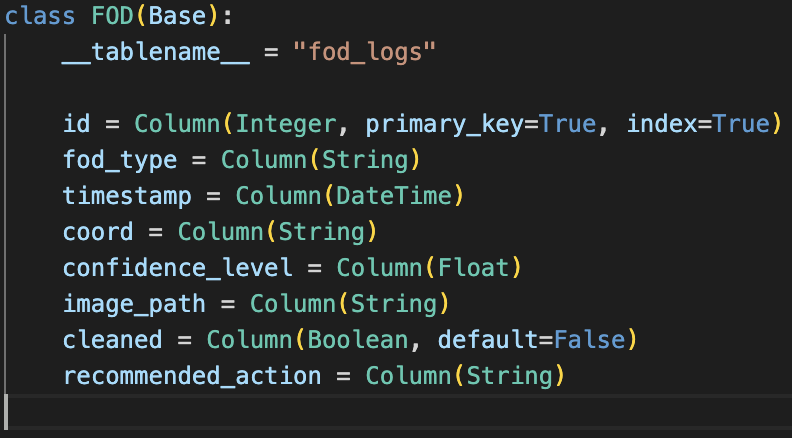 class FOD(Base):
    __tablename__ = "fod_logs"

    id = Column(Integer, primary_key=True, index=True)
    fod_type = Column(String)
    timestamp = Column(DateTime)
    coord = Column(String)
    confidence_level = Column(Float)
    image_path = Column(String)
    cleaned = Column(Boolean, default=False)
    recommended_action = Column(String)